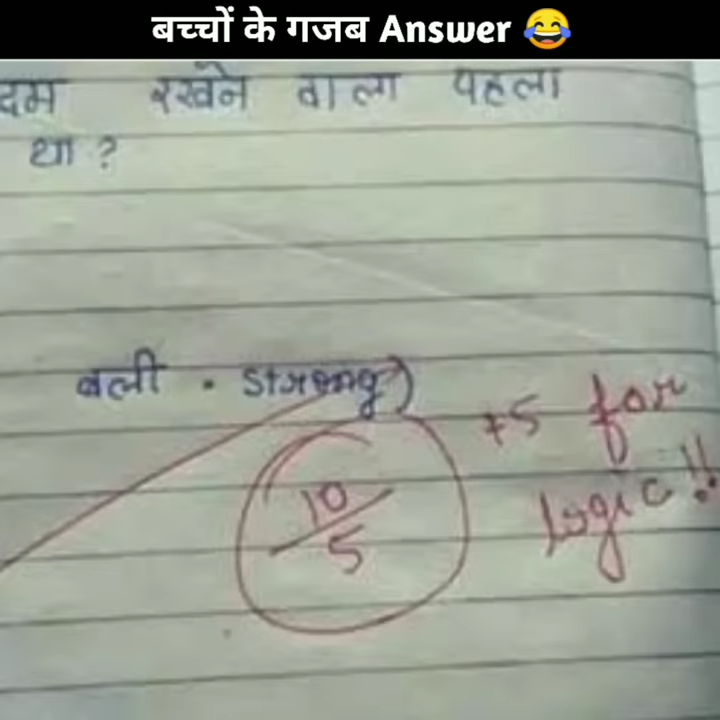 बच्चों के गजब Answer 😂
दम रखने वाला पहला
था ?
बली . strong)
+5 for
logic!!
10
5